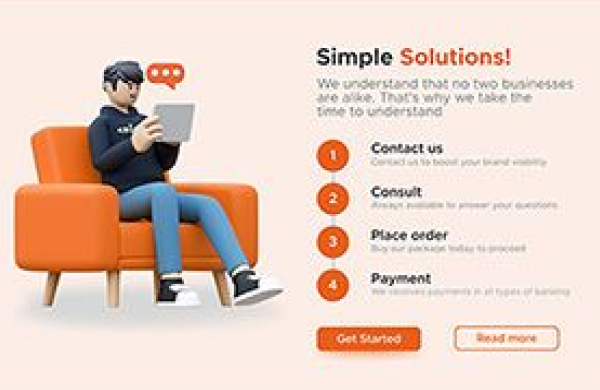 Simple Solutions!
We understand that no two businesses
are alike. That's why we take the
time to understand
1
Contact us
Contact us to boost your brand visibility
2
Consult
Always available to answer your questions
3
Place order
Buy our package today to proceed
4
Payment
We receives payments in all types of banking
Get Started
Read more